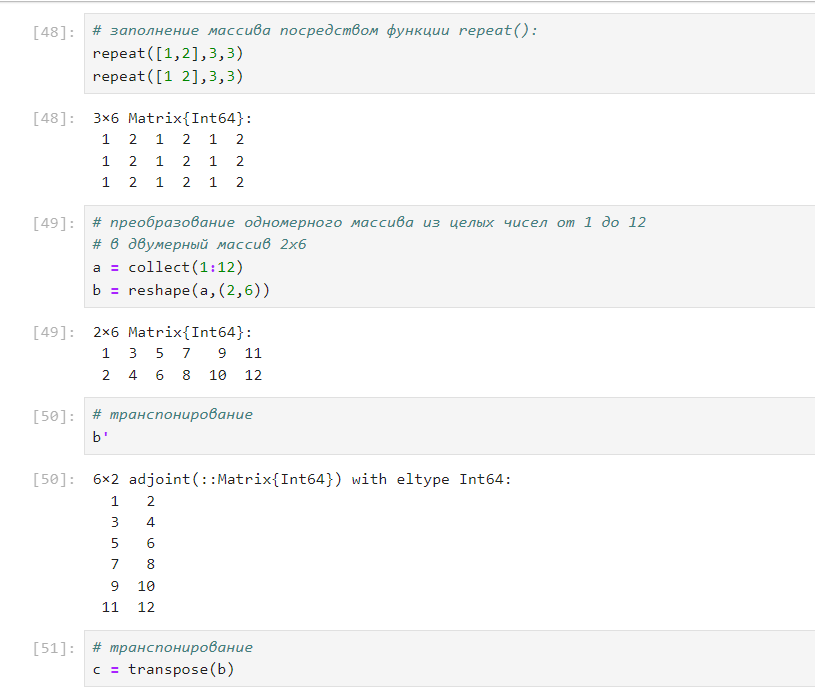 [48]: # заполнение массива посредством функции repeat():
repeat([1,2],3,3)
repeat([1 2],3,3)
[48]: 3×6 Matrix{Int64}:
1 2 1 2 1 2
1 2 1 2 1 2
1 2 1 2 1 2
[49]: # преобразование одномерного массива из целых чисел от 1 до 12
# в двумерный массив 2x6
a = collect(1:12)
b = reshape(a,(2,6))
[49]: 2×6 Matrix{Int64}:
1 3 5 7 9 11
2 4 6 8 10 12
[50]: # транспонирование
b'
[50]: 6×2 adjoint(::Matrix{Int64}) with eltype Int64:
1 2
3 4
5 6
7 8
9 10
11 12
[51]: # транспонирование
c = transpose(b)